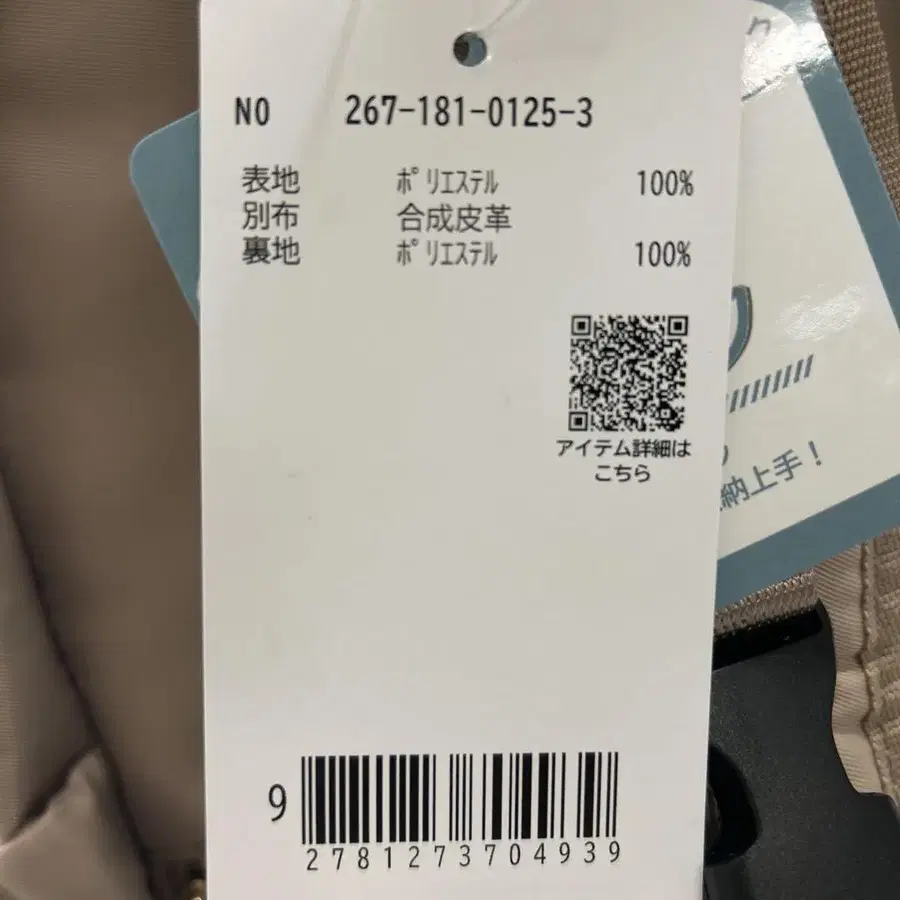 NO 267-181-0125-3
表地 ポリエステル 100%
別布 合成皮革
裏地 ポリエステル 100%
アイテム詳細は
こちら
納上手！
9
2781273704939